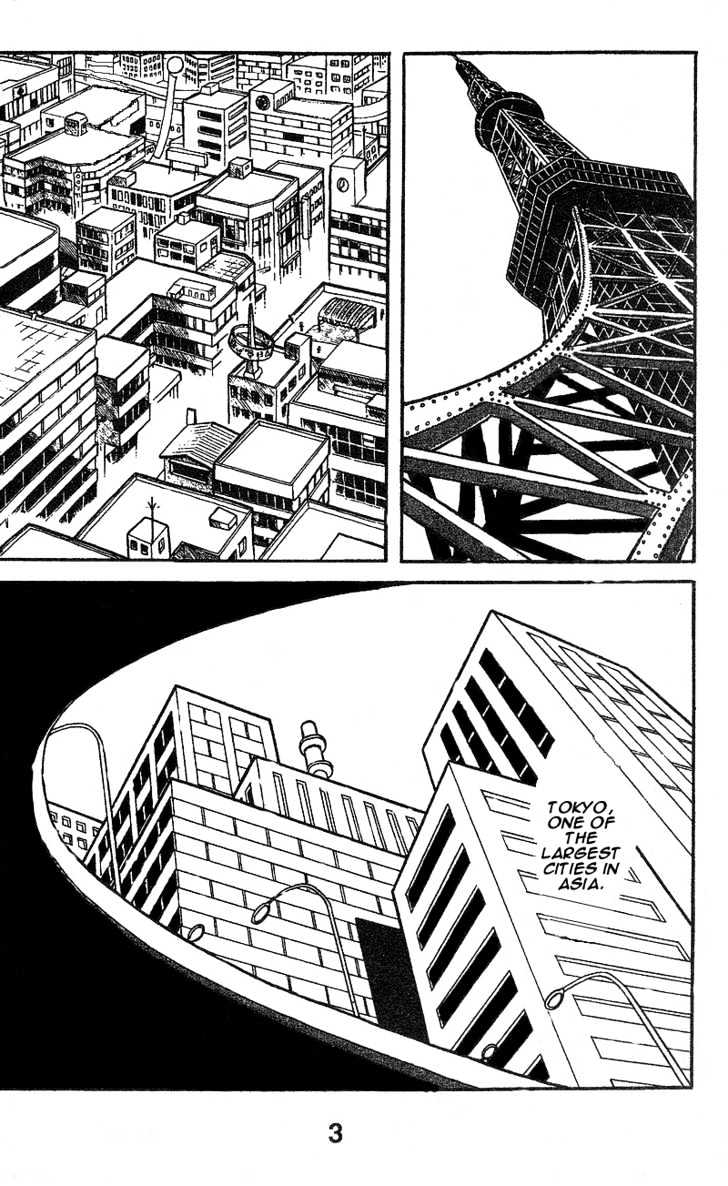 TOKYO,
ONE OF
THE
LARGEST
CITIES IN
ASIA.
3